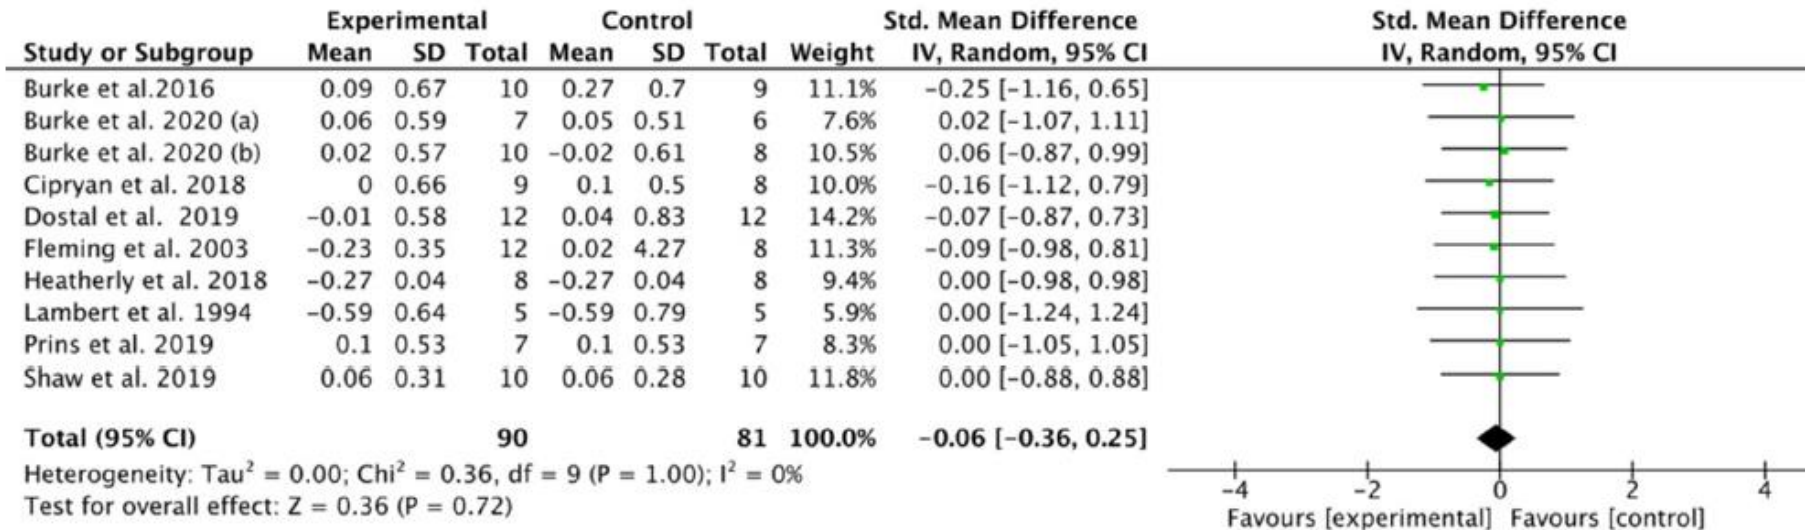 Experimental Control Std. Mean Difference Std. Mean Difference
Study or Subgroup Mean SD Total Mean SD Total Weight IV, Random, 95% CI IV, Random, 95% CI
Burke et al.2016 0.09 0.67 10 0.27 0.7 9 11.1% -0.25 [-1.16, 0.65]
Burke et al. 2020 (a) 0.06 0.59 7 0.05 0.51 6 7.6% 0.02 [-1.07, 1.11]
Burke et al. 2020 (b) 0.02 0.57 10 -0.02 0.61 8 10.5% 0.06 [-0.87, 0.99]
Cipryan et al. 2018 0 0.66 9 0.1 0.5 8 10.0% -0.16 [-1.12, 0.79]
Dostal et al. 2019 -0.01 0.58 12 0.04 0.83 12 14.2% -0.07 [-0.87, 0.73]
Fleming et al. 2003 -0.23 0.35 12 0.02 4.27 8 11.3% -0.09 [-0.98, 0.81]
Heatherly et al. 2018 -0.27 0.04 8 -0.27 0.04 8 9.4% 0.00 [-0.98, 0.98]
Lambert et al. 1994 -0.59 0.64 5 -0.59 0.79 5 5.9% 0.00 [-1.24, 1.24]
Prins et al. 2019 0.1 0.53 7 0.1 0.53 7 8.3% 0.00 [-1.05, 1.05]
Shaw et al. 2019 0.06 0.31 10 0.06 0.28 10 11.8% 0.00 [-0.88, 0.88]
Total (95% CI) 90 81 100.0% -0.06 [-0.36, 0.25]
Heterogeneity: Tau² = 0.00; Chi² = 0.36, df = 9 (P = 1.00); I² = 0%
Test for overall effect: Z = 0.36 (P = 0.72)
-4 -2 0 2 4
Favours [experimental] Favours [control]